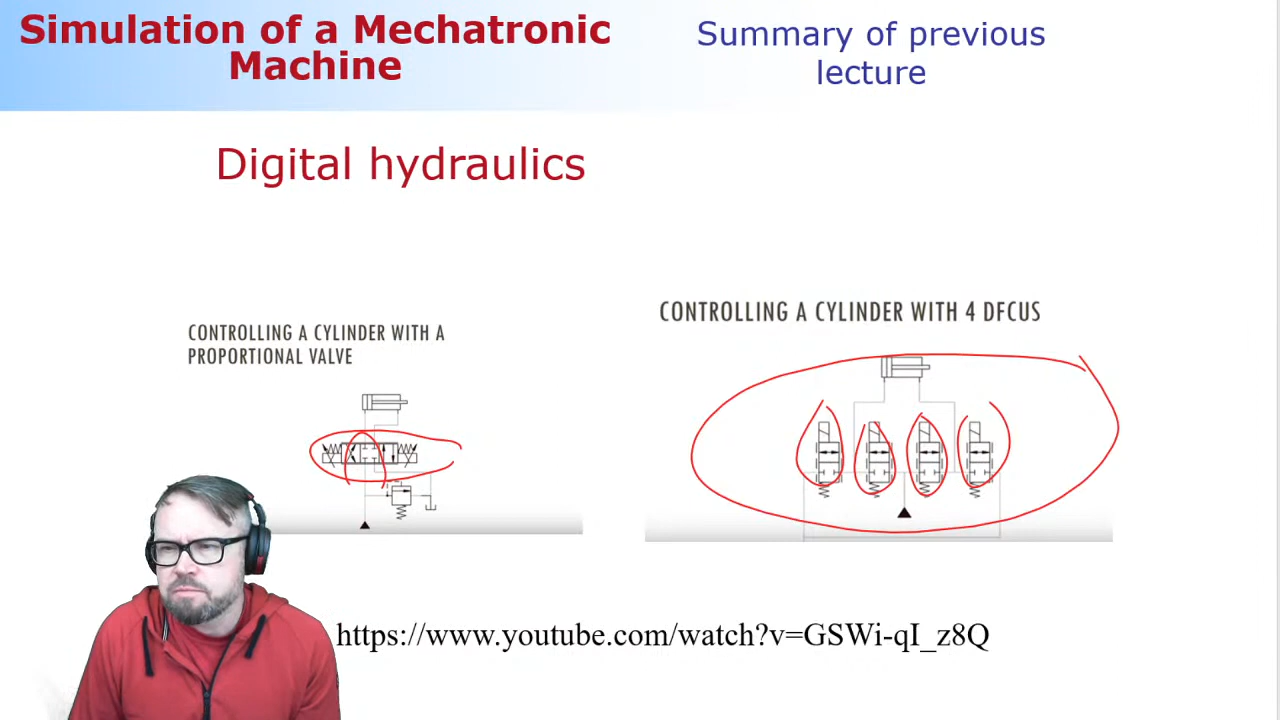 Simulation of a Mechatronic
Machine
Summary of previous
lecture
Digital hydraulics
CONTROLLING A CYLINDER WITH A
PROPORTIONAL VALVE
CONTROLLING A CYLINDER WITH 4 DFCUS
https://www.youtube.com/watch?v=GSWi-qI_z8Q